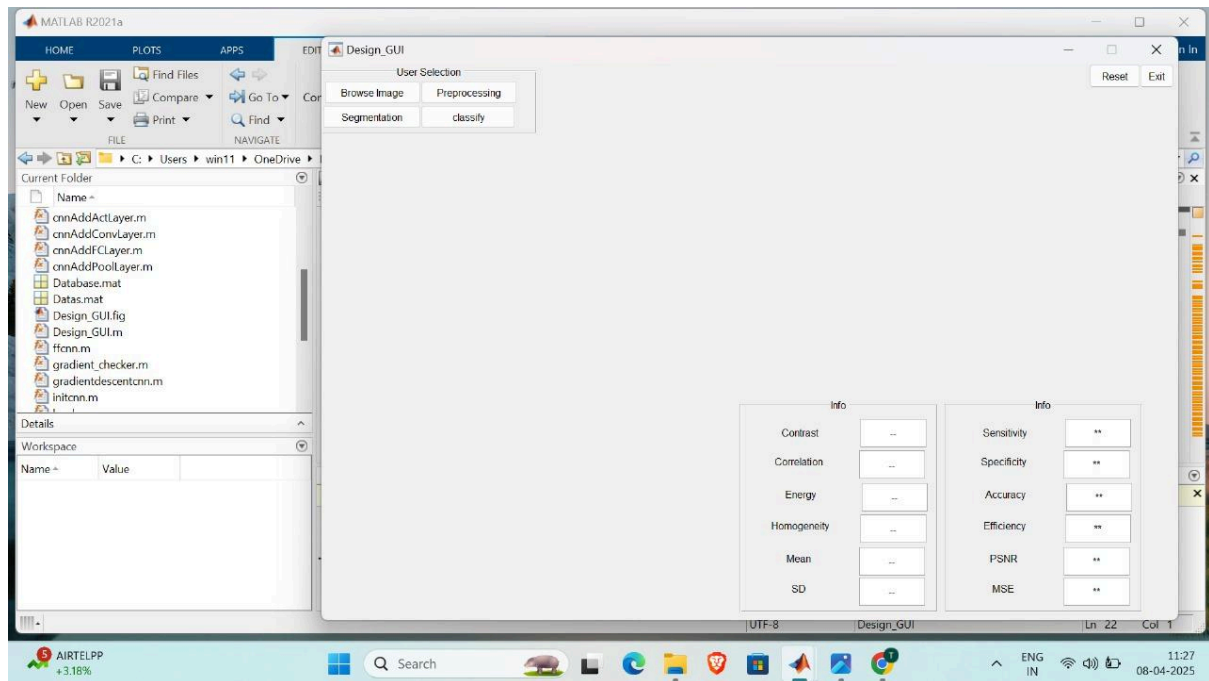 MATLAB R2021a
HOME PLOTS APPS EDIT
Design_GUI
n In
User Selection
Browse Image Preprocessing
Segmentation classify
Reset Exit
New Open Save
Find Files
Compare
Print
Go To
Find
Cor
FILE NAVIGATE
C: Users win11 OneDrive
Current Folder
Name
cnnAddActLayer.m
cnnAddConvLayer.m
cnnAddFCLayer.m
cnnAddPoolLayer.m
Database.mat
Datas.mat
Design_GUI.fig
Design_GUI.m
ffcnn.m
gradient_checker.m
gradientdescentcnn.m
initcnn.m
Details
Workspace
Name Value
Info
Contrast --
Correlation --
Energy --
Homogeneity --
Mean --
SD --
Info
Sensitivity **
Specificity **
Accuracy **
Efficiency **
PSNR **
MSE **
UTF-8 Design_GUI Ln 22 Col 1
5
AIRTELPP
+3.18%
Search
T
ENG
IN
11:27
08-04-2025